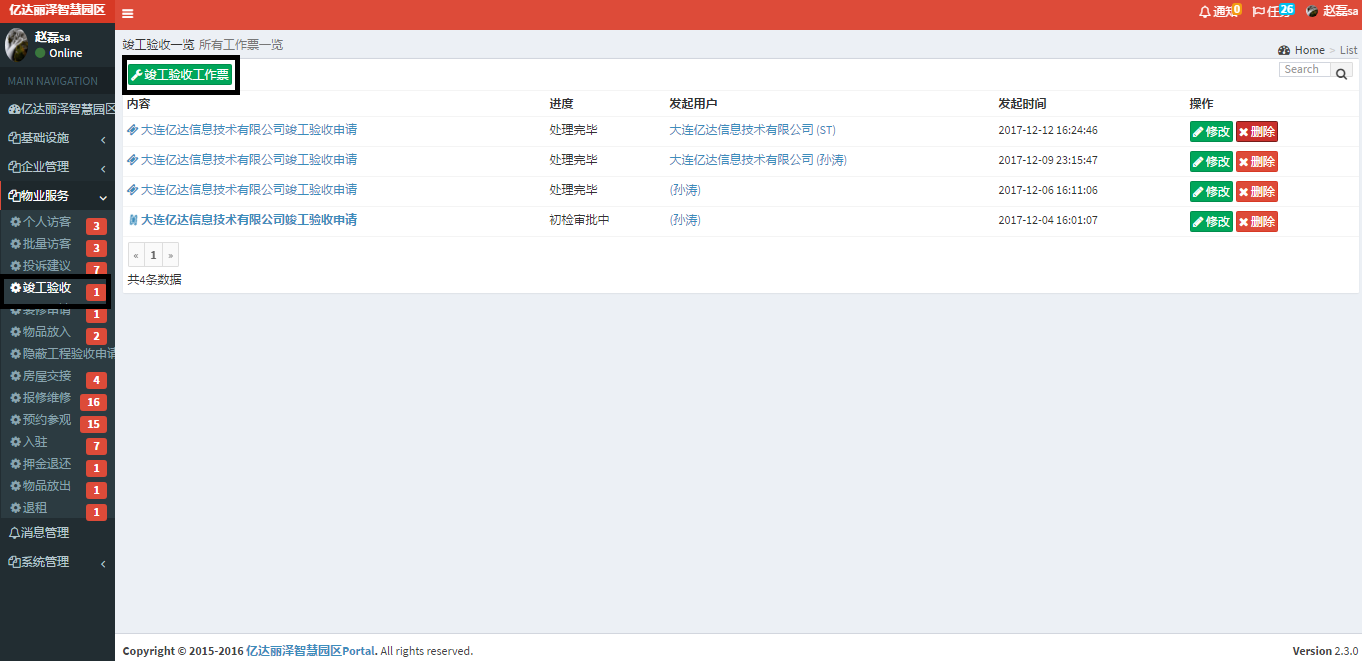 亿达丽泽智慧园区
通知 0
任务 26
赵磊sa
赵磊sa
Online
MAIN NAVIGATION
亿达丽泽智慧园区
基础设施
企业管理
物业服务
个人访客 3
批量访客 3
投诉建议 7
竣工验收 1
装修申请 1
物品放入 2
隐蔽工程验收申请
房屋交接 4
报修维修 16
预约参观 15
入驻 7
押金退还 1
物品放出 1
退租 1
消息管理
系统管理
竣工验收一览 所有工作票一览
Home > List
竣工验收工作票
Search
内容 进度 发起用户 发起时间 操作
大连亿达信息技术有限公司竣工验收申请 处理完毕 大连亿达信息技术有限公司 (ST) 2017-12-12 16:24:46 修改 删除
大连亿达信息技术有限公司竣工验收申请 处理完毕 大连亿达信息技术有限公司 (孙涛) 2017-12-09 23:15:47 修改 删除
大连亿达信息技术有限公司竣工验收申请 处理完毕 (孙涛) 2017-12-06 16:11:06 修改 删除
大连亿达信息技术有限公司竣工验收申请 初检审批中 (孙涛) 2017-12-04 16:01:07 修改 删除
« 1 »
共4条数据
Copyright © 2015-2016 亿达丽泽智慧园区Portal. All rights reserved.
Version 2.3.0